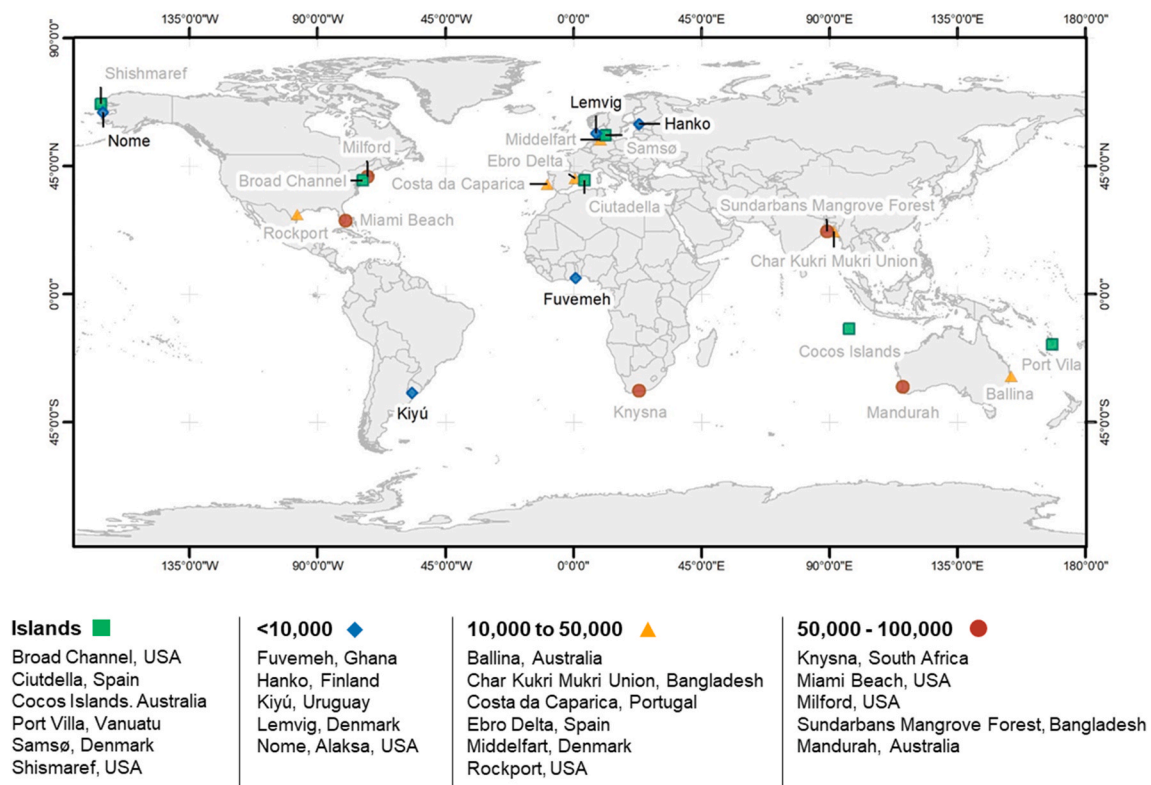 135°0'0"W 90°0'0"W 45°0'0"W 0°0'0" 45°0'0"E 90°0'0"E 135°0'0"E 180°0'0"
90°0'0"N 90°0'0"N
Shishmaref
Lemvig
Nome
Hanko
Middelfart
Samsø
Milford
Ebro Delta
45°0'0"N 45°0'0"N
Broad Channel
Costa da Caparica
Ciutadella
Sundarbans Mangrove Forest
Miami Beach
Rockport
Char Kukri Mukri Union
0°0'0" 0°0'0"
Fuvemeh
Cocos Islands
Port Vila
Ballina
Kiyú
Knysna
Mandurah
45°0'0"S 45°0'0"S
135°0'0"W 90°0'0"W 45°0'0"W 0°0'0" 45°0'0"E 90°0'0"E 135°0'0"E 180°0'0"
Islands
Broad Channel, USA
Ciutdella, Spain
Cocos Islands. Australia
Port Villa, Vanuatu
Samsø, Denmark
Shismaref, USA
<10,000
Fuvemeh, Ghana
Hanko, Finland
Kiyú, Uruguay
Lemvig, Denmark
Nome, Alaksa, USA
10,000 to 50,000
Ballina, Australia
Char Kukri Mukri Union, Bangladesh
Costa da Caparica, Portugal
Ebro Delta, Spain
Middelfart, Denmark
Rockport, USA
50,000 - 100,000
Knysna, South Africa
Miami Beach, USA
Milford, USA
Sundarbans Mangrove Forest, Bangladesh
Mandurah, Australia